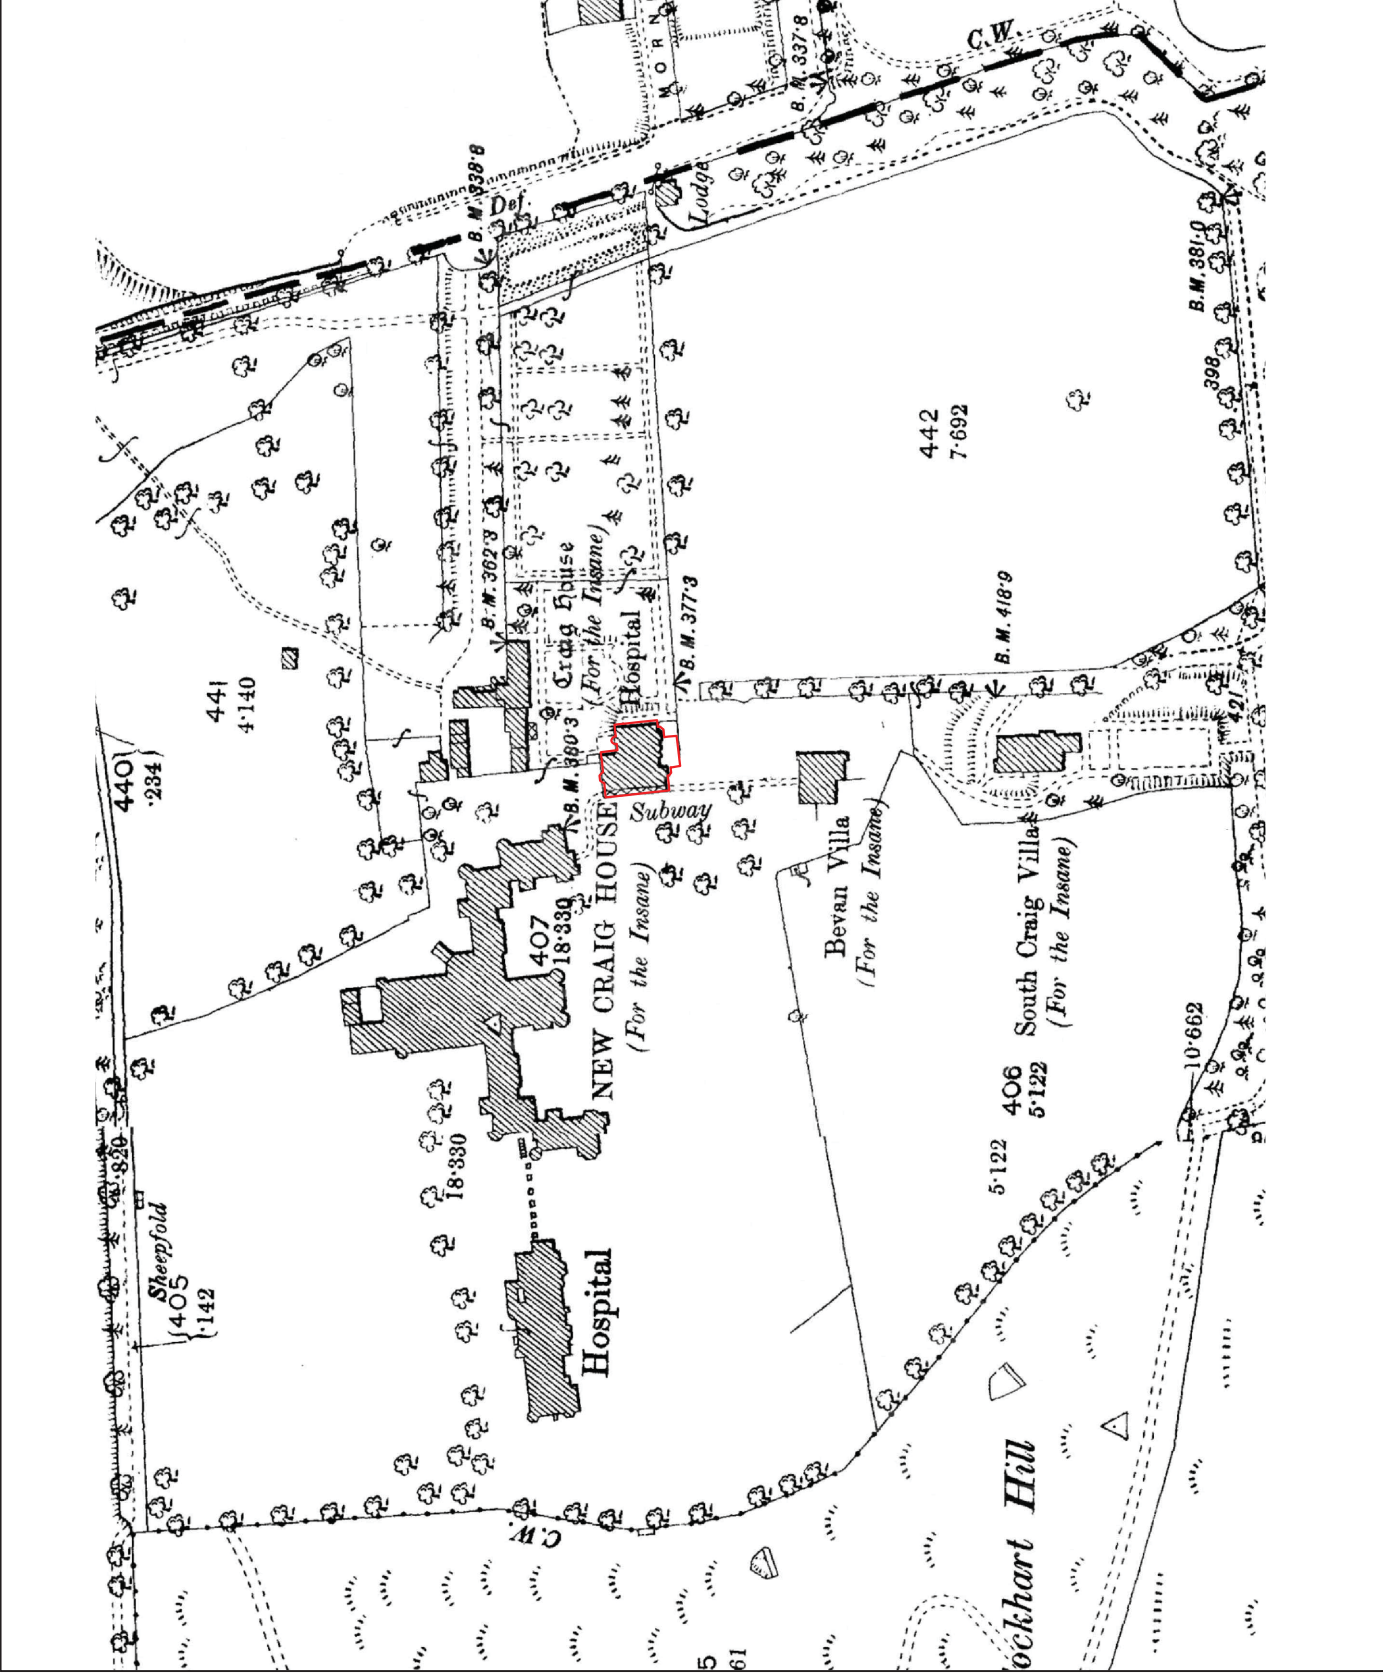 MORN
B.M. 337·8
C.W.
B.M. 338·8
Def.
Lodge
B.M. 381·0
398
442
7·692
B.M. 362·8
Craig House
(For the Insane)
Hospital
B.M. 377·3
B.M. 418·9
441
4·140
440
·234
B.M. 380·3
421
Subway
NEW CRAIG HOUSE
(For the Insane)
407
18·330
Bevan Villa
(For the Insane)
South Craig Villa
(For the Insane)
406
5·122
10·662
·820
18·330
5·122
Sheepfold
405
·142
Hospital
C.W.
ockhart Hill
5
61